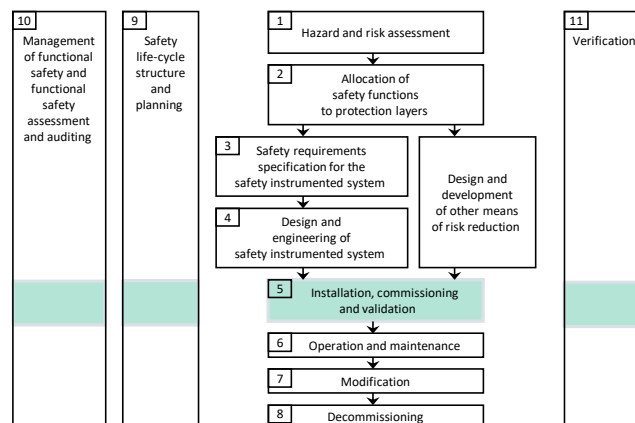 10
Management
of functional
safety and
functional
safety
assessment
and auditing
9
Safety
life-cycle
structure
and
planning
1
Hazard and risk assessment
2
Allocation of
safety functions
to protection layers
3
Safety requirements
specification for the
safety instrumented system
4
Design and
engineering of
safety instrumented system
Design and
development
of other means
of risk reduction
5
Installation, commissioning
and validation
6
Operation and maintenance
7
Modification
8
Decommissioning
11
Verification